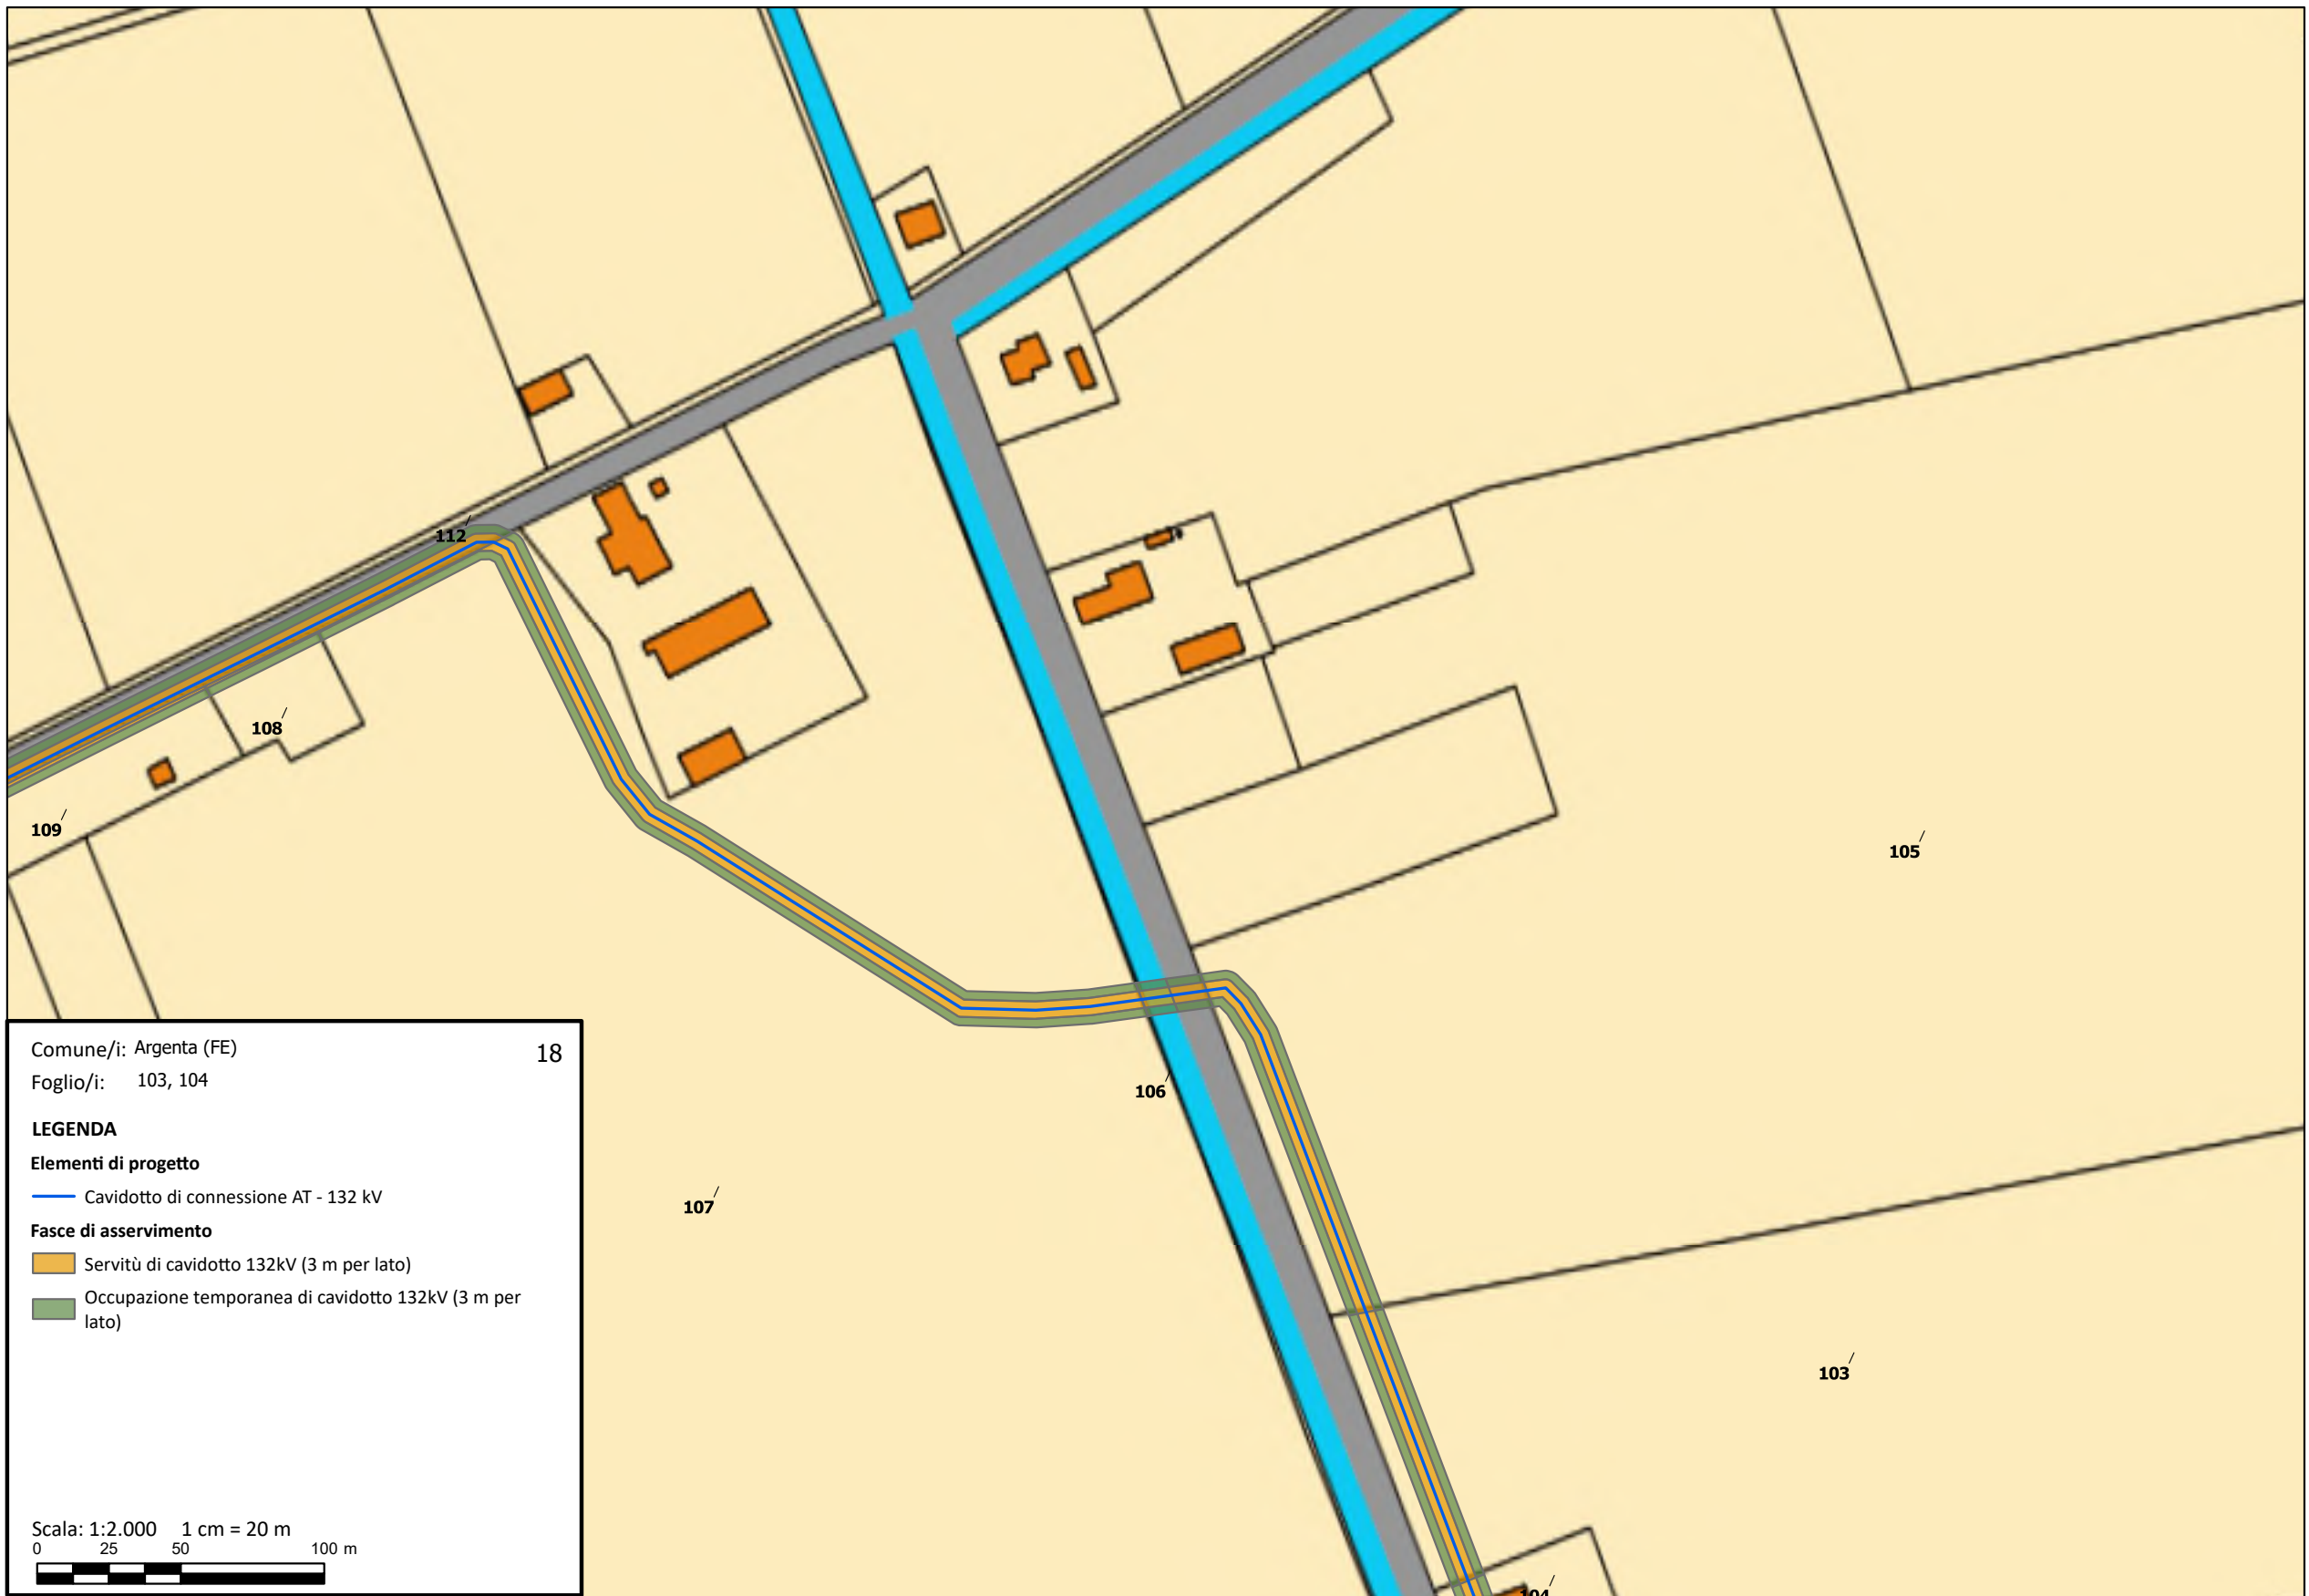 112
108
109
105
106
107
103
104
Comune/i: Argenta (FE)
18
Foglio/i: 103, 104
LEGENDA
Elementi di progetto
Cavidotto di connessione AT - 132 kV
Fasce di asservimento
Servitù di cavidotto 132kV (3 m per lato)
Occupazione temporanea di cavidotto 132kV (3 m per
lato)
Scala: 1:2.000 1 cm = 20 m
0 25 50 100 m